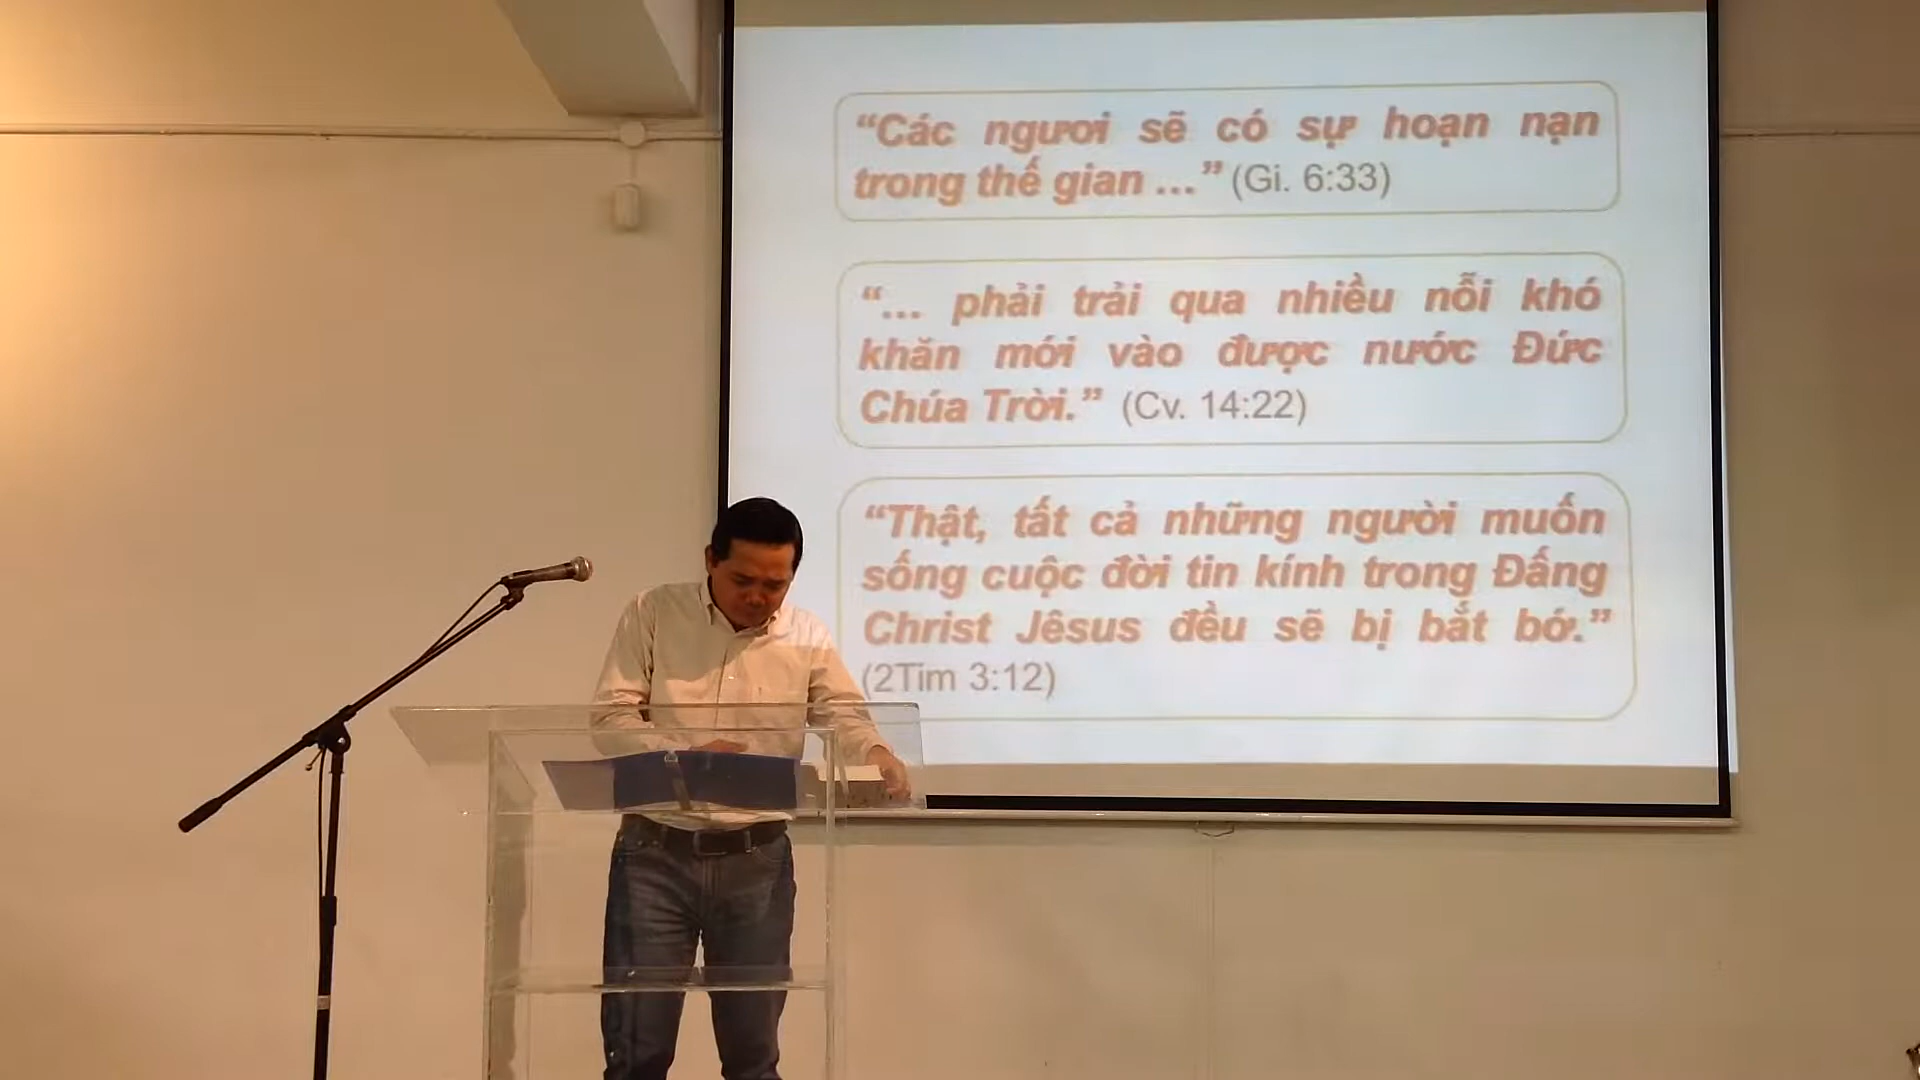 “Các ngươi sẽ có sự hoạn nạn
trong thế gian ...” (Gi. 6:33)
“... phải trải qua nhiều nỗi khó
khăn mới vào được nước Đức
Chúa Trời.” (Cv. 14:22)
“Thật, tất cả những người muốn
sống cuộc đời tin kính trong Đấng
Christ Jêsus đều sẽ bị bắt bớ.”
(2Tim 3:12)